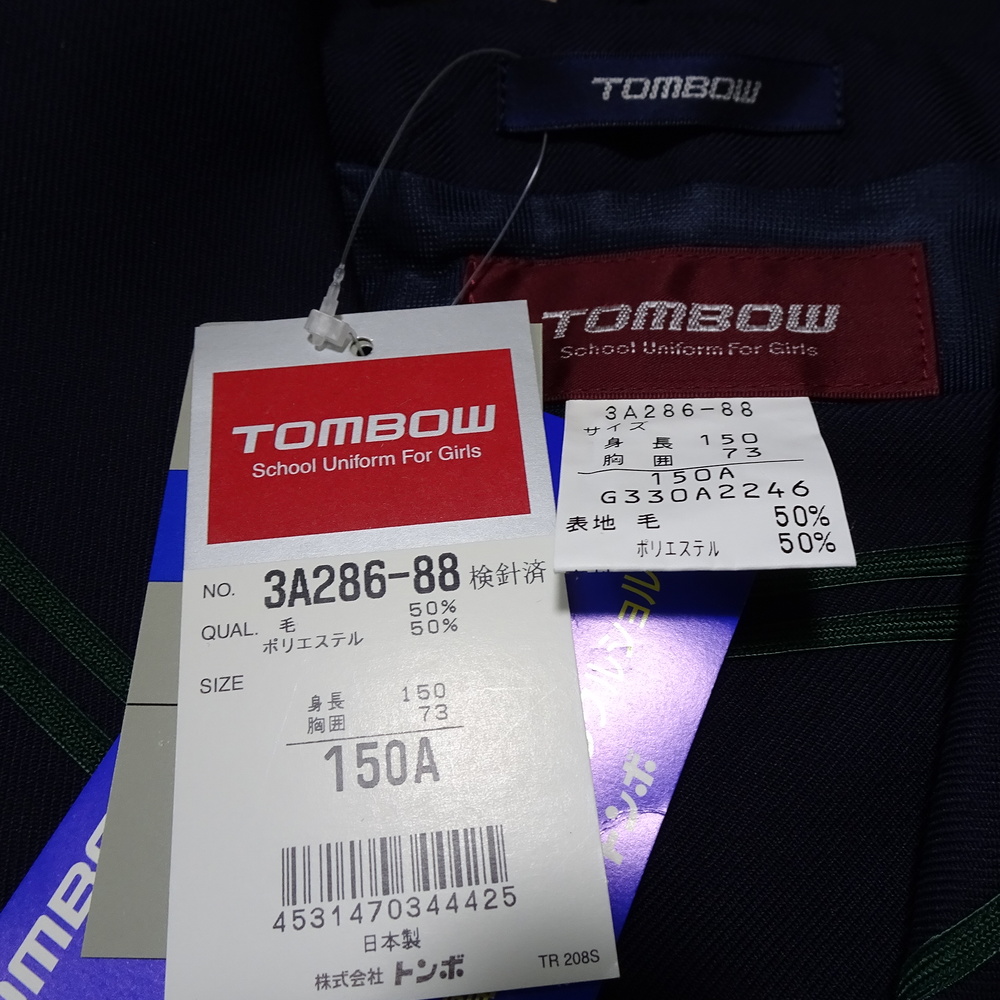 TOMBOW
TOMBOW
School Uniform For Girls
3A286-88
サイズ
身 長 150
胸 囲 73
150A
G330A2246
表地 毛 50%
ポリエステル 50%
TOMBOW
School Uniform For Girls
NO. 3A286-88 検針済
QUAL. 毛 50%
ポリエステル 50%
SIZE
身長 150
胸囲 73
150A
4531470344425
日本製
株式会社 トンボ
TR 208S
トンボ